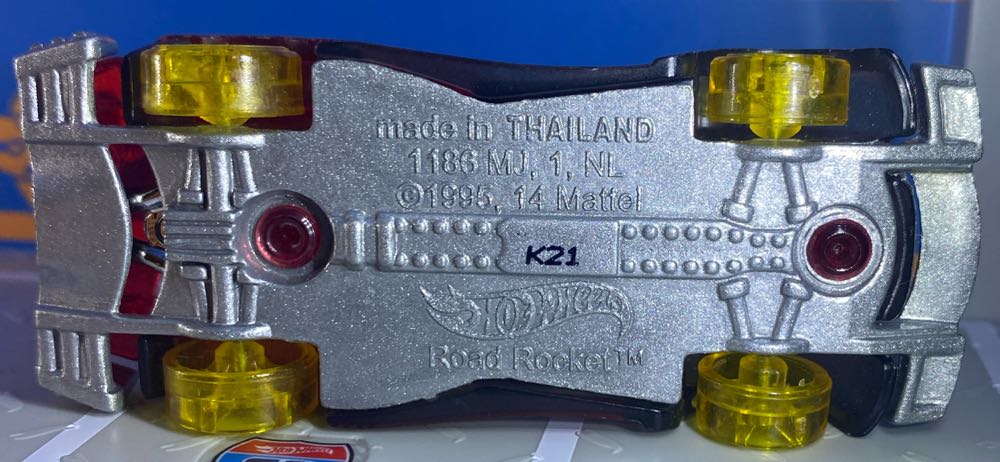 made in THAILAND
1186 MJ, 1, NL
©1995, 14 Mattel
K21
Hot Wheels
Road Rocket™